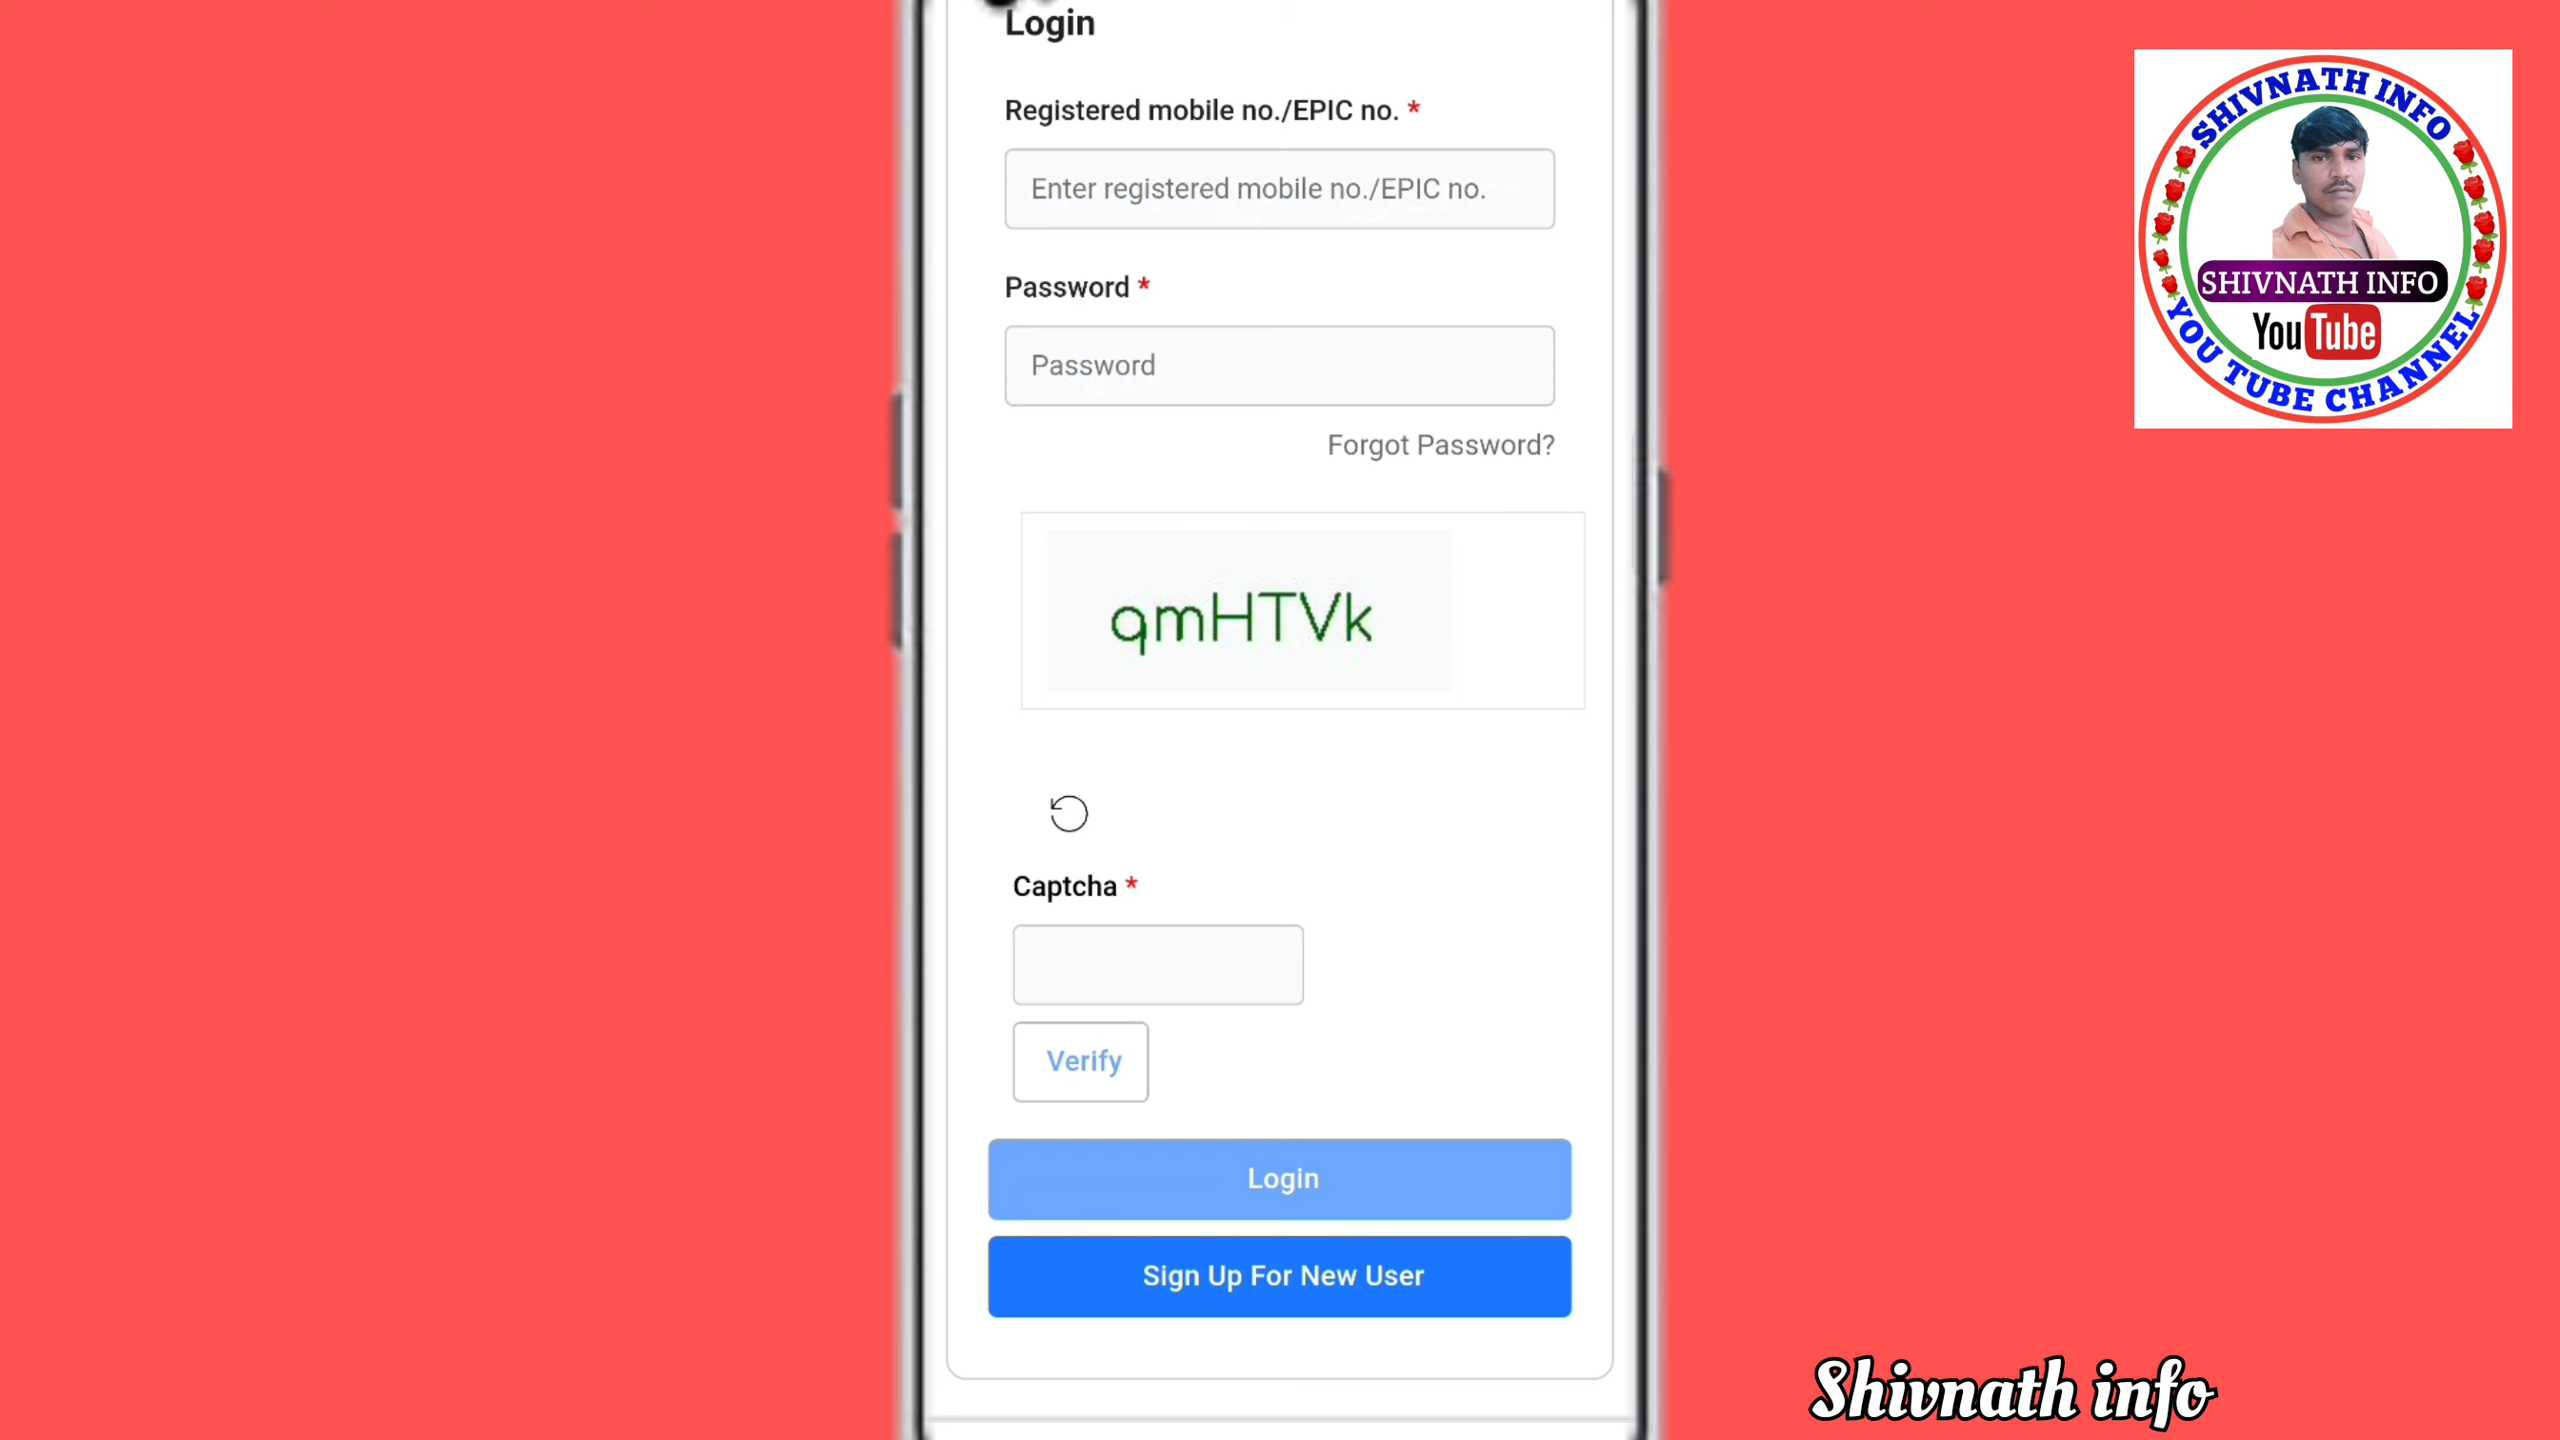 Login
Registered mobile no./EPIC no. *
Enter registered mobile no./EPIC no.
Password *
Password
Forgot Password?
qmHTVk
Captcha *
Verify
Login
Sign Up For New User
SHIVNATH INFO
SHIVNATH INFO
YouTube
YOU TUBE CHANNEL
Shivnath info